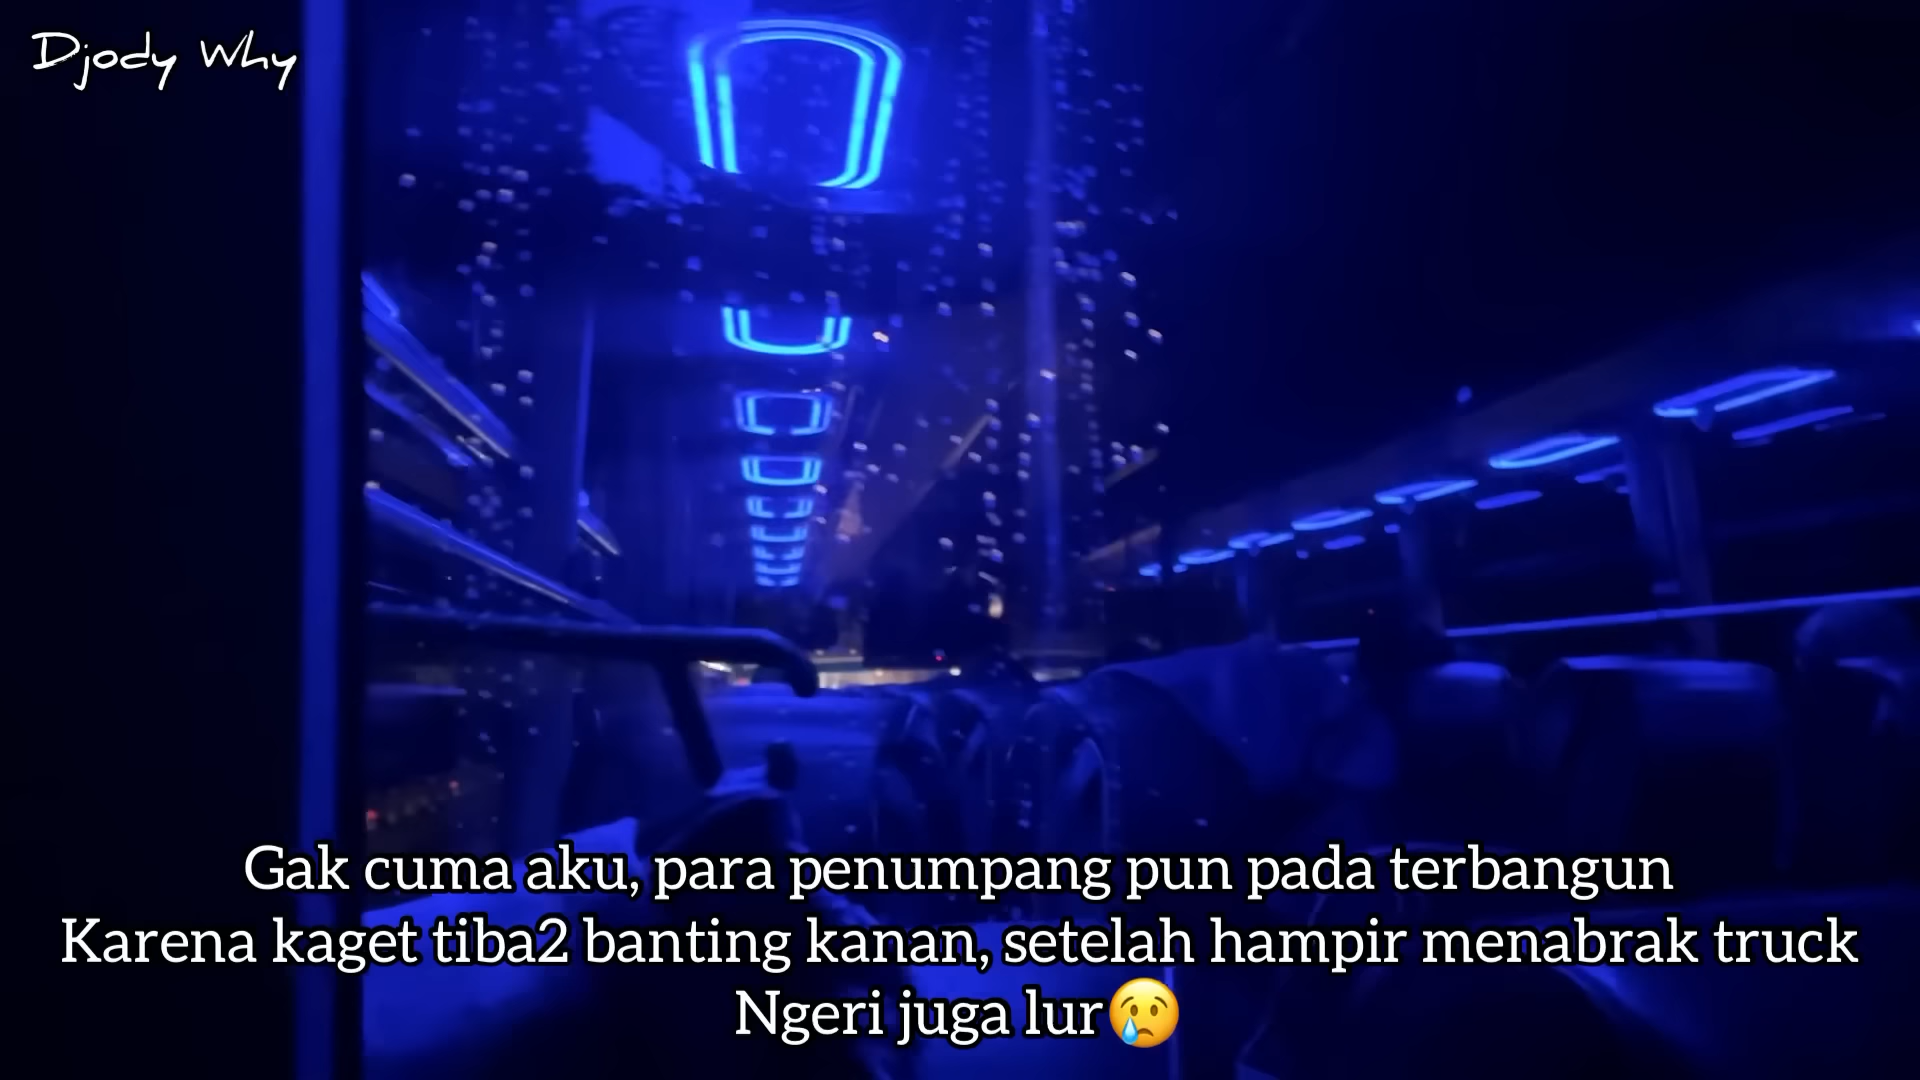 Djody Why
Gak cuma aku, para penumpang pun pada terbangun
Karena kaget tiba2 banting kanan, setelah hampir menabrak truck
Ngeri juga lur😢